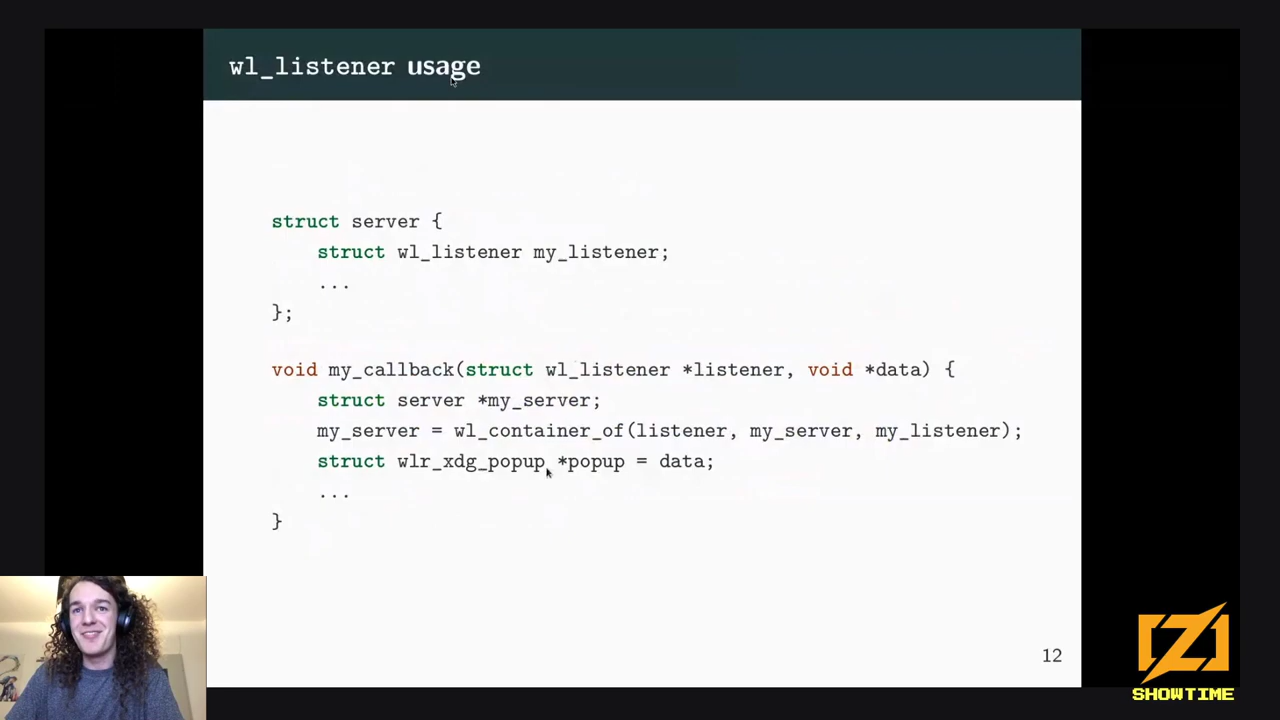 wl_listener usage
struct server {
struct wl_listener my_listener;
...
};
void my_callback(struct wl_listener *listener, void *data) {
struct server *my_server;
my_server = wl_container_of(listener, my_server, my_listener);
struct wlr_xdg_popup *popup = data;
...
}
12
Z
SHOWTIME